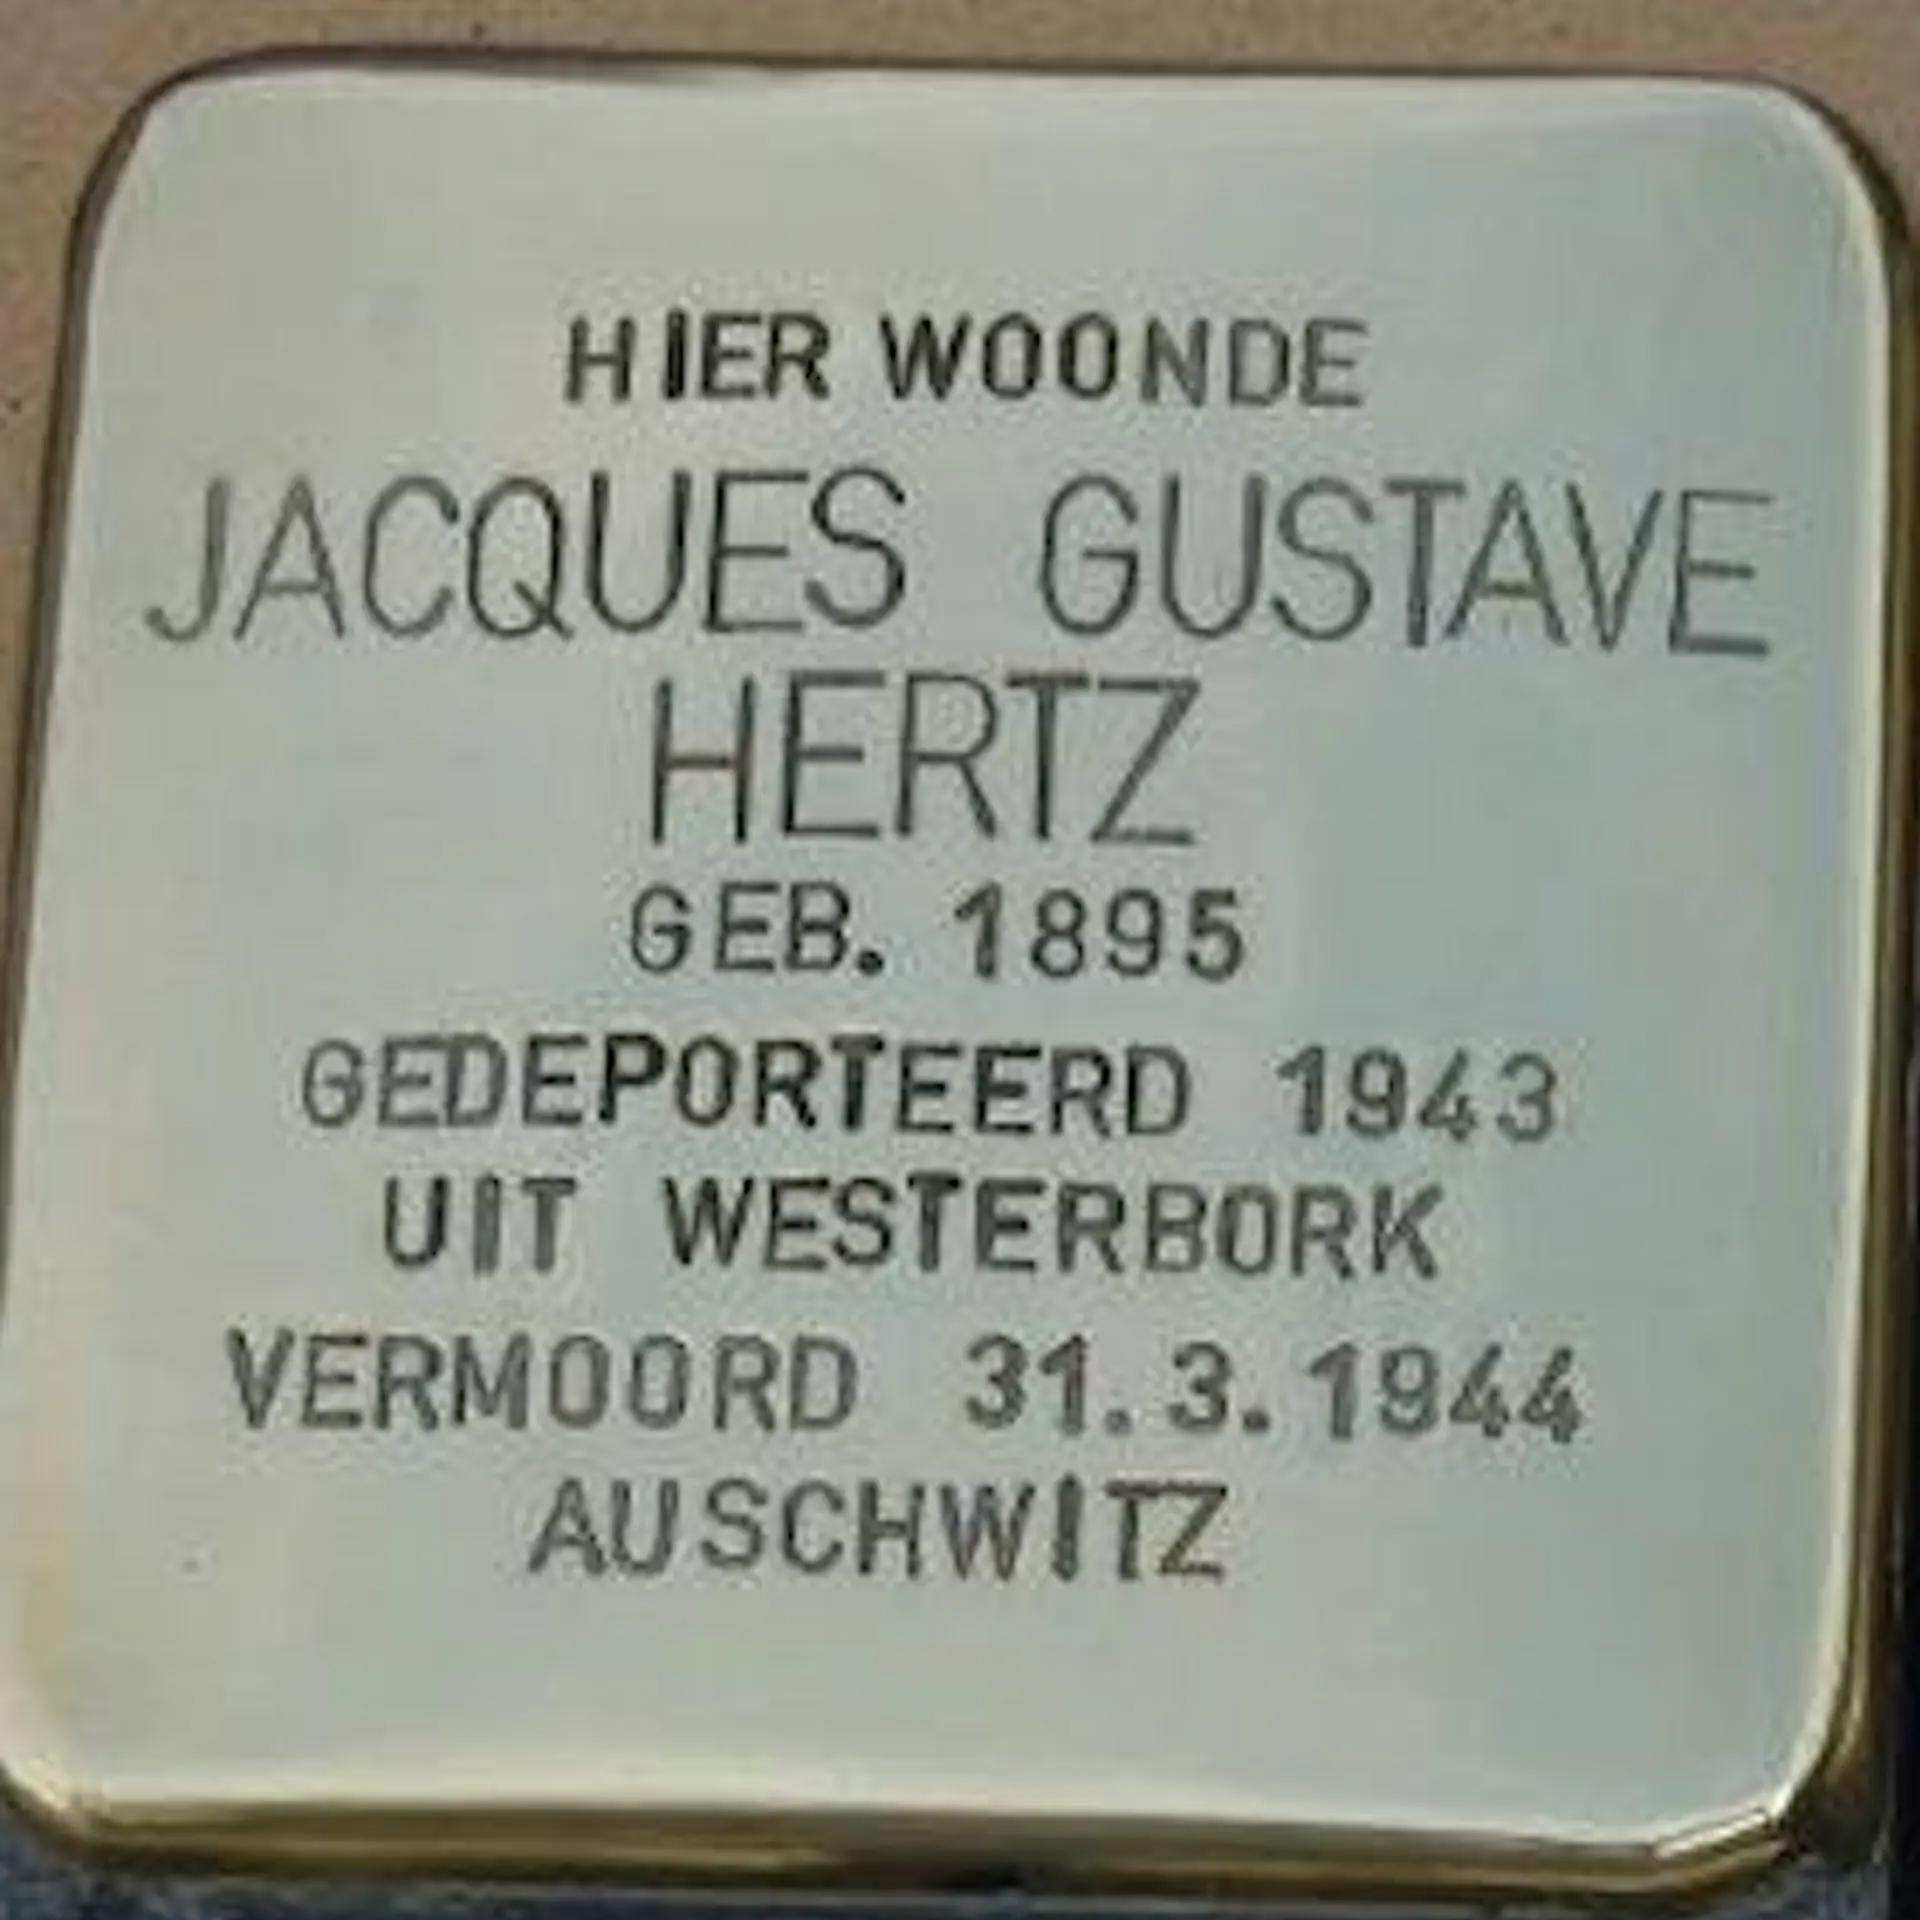 HIER WOONDE
JACQUES GUSTAVE
HERTZ
GEB. 1895
GEDEPORTEERD 1943
UIT WESTERBORK
VERMOORD 31.3.1944
AUSCHWITZ